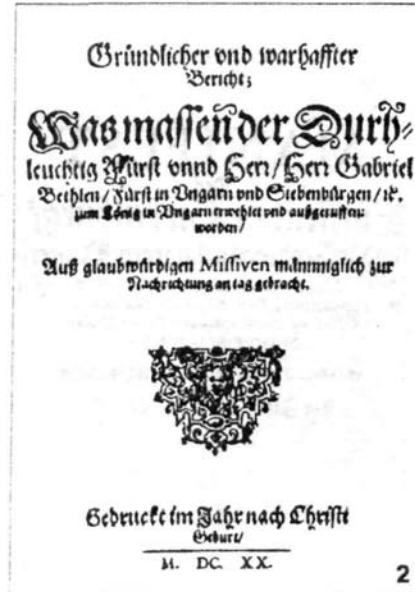 Gründlicher vnd warhaffter
Bericht;
Was massen der Durh-
leuchtig Fürst vnnd Herr/ Herr Gabriel
Bethlen/ Fürst in Vngarn vnd Siebenbürgen/ ꝛc.
zum König in Vngarn erwehlet vnd außgeruffen:
worden/
Auß glaubwürdigen Missiven männiglich zur
Nachrichtung an tag gebracht.
Gedruckt im Jahr nach Christi
Geburt/
M. DC. XX.
2